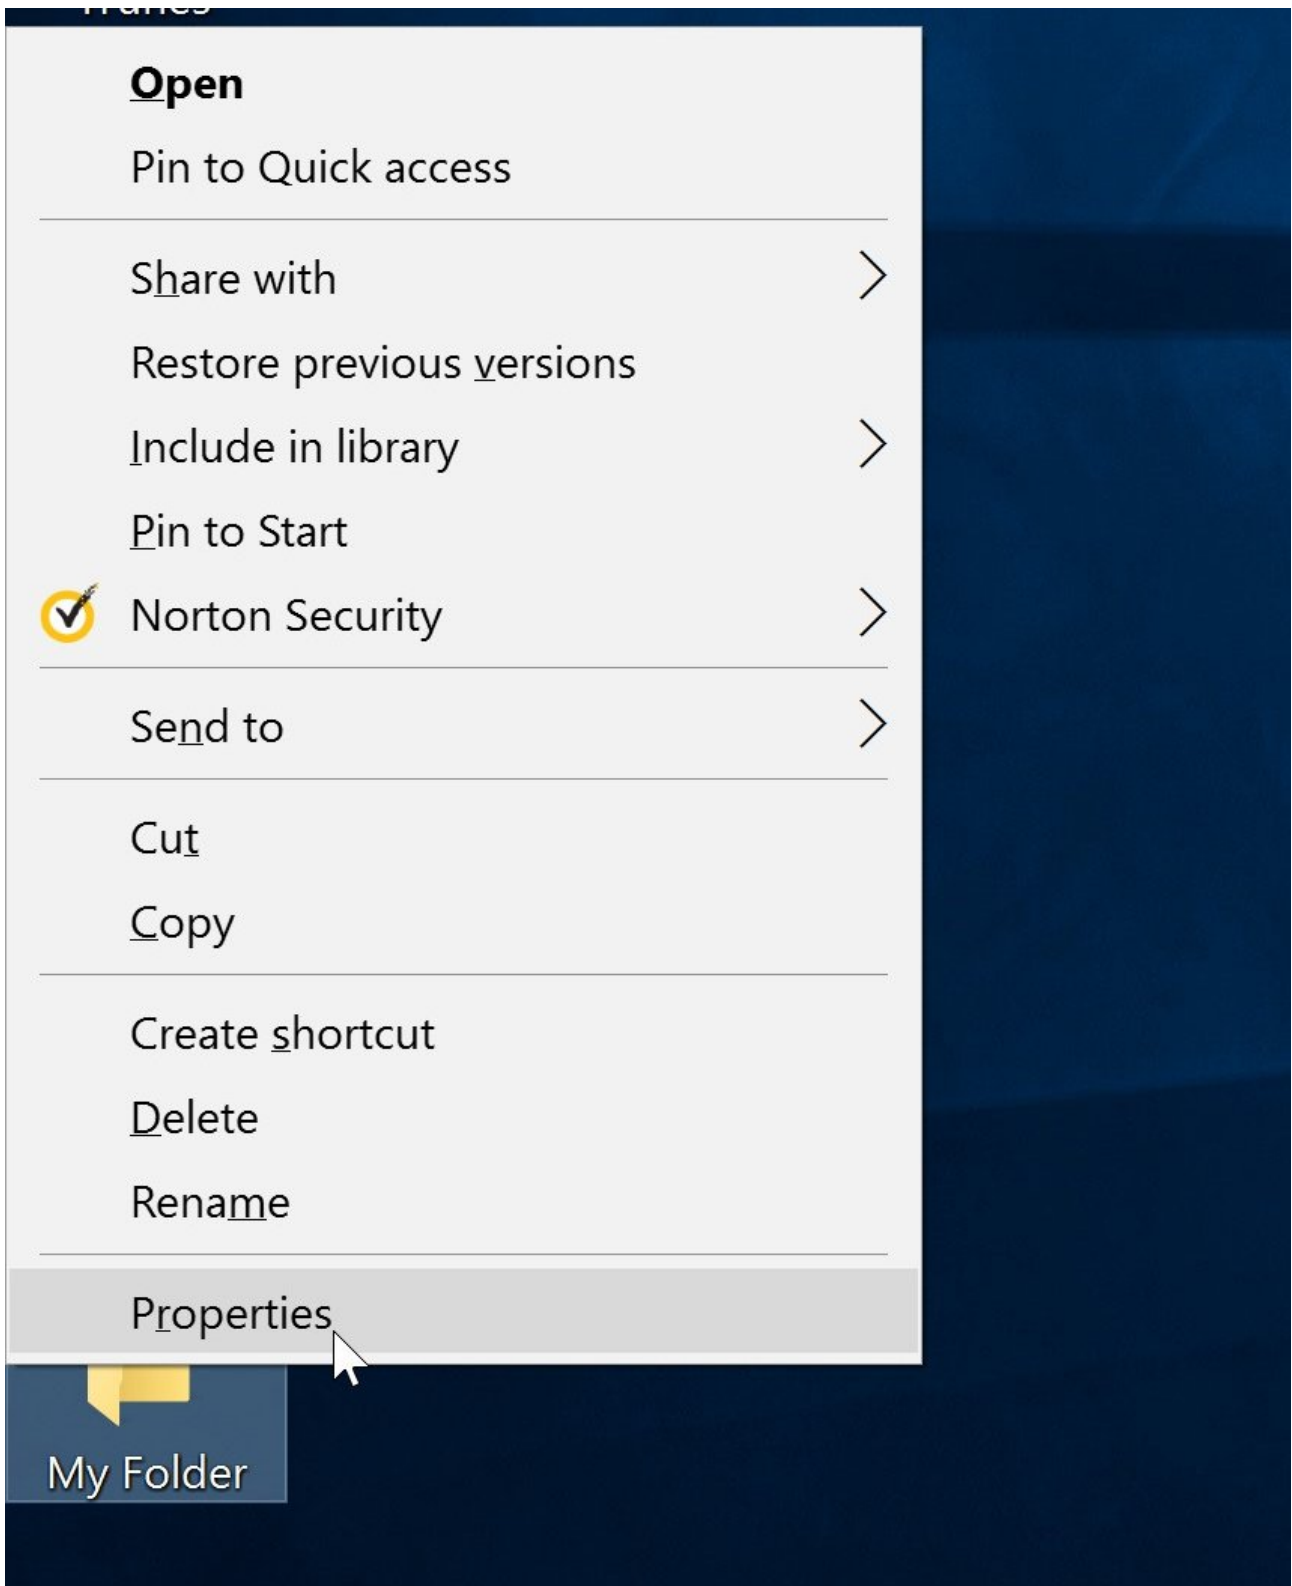 Open
Pin to Quick access
Share with
Restore previous versions
Include in library
Pin to Start
Norton Security
Send to
Cut
Copy
Create shortcut
Delete
Rename
Properties
My Folder